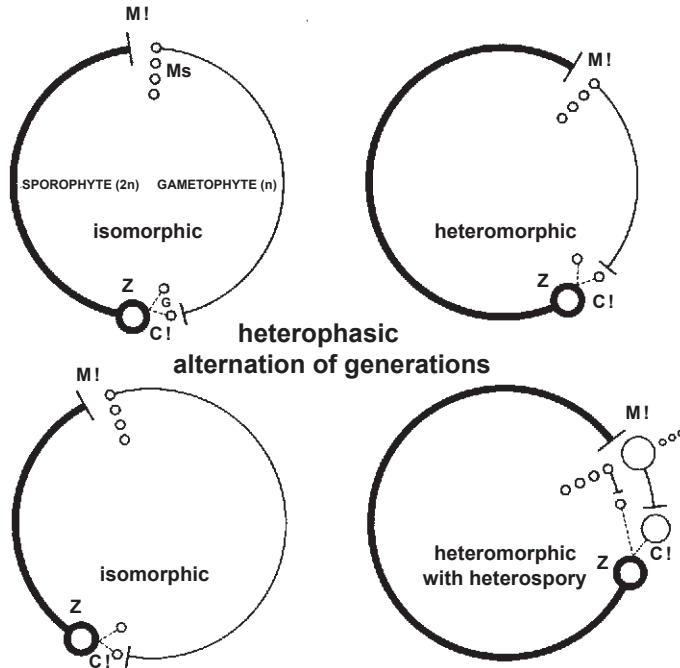 M!
Ms
SPOROPHYTE (2n)
GAMETOPHYTE (n)
isomorphic
Z
G
C!
M!
heteromorphic
Z
C!
heterophasic
alternation of generations
M!
isomorphic
Z
C!
M!
heteromorphic
with heterospory
Z
C!